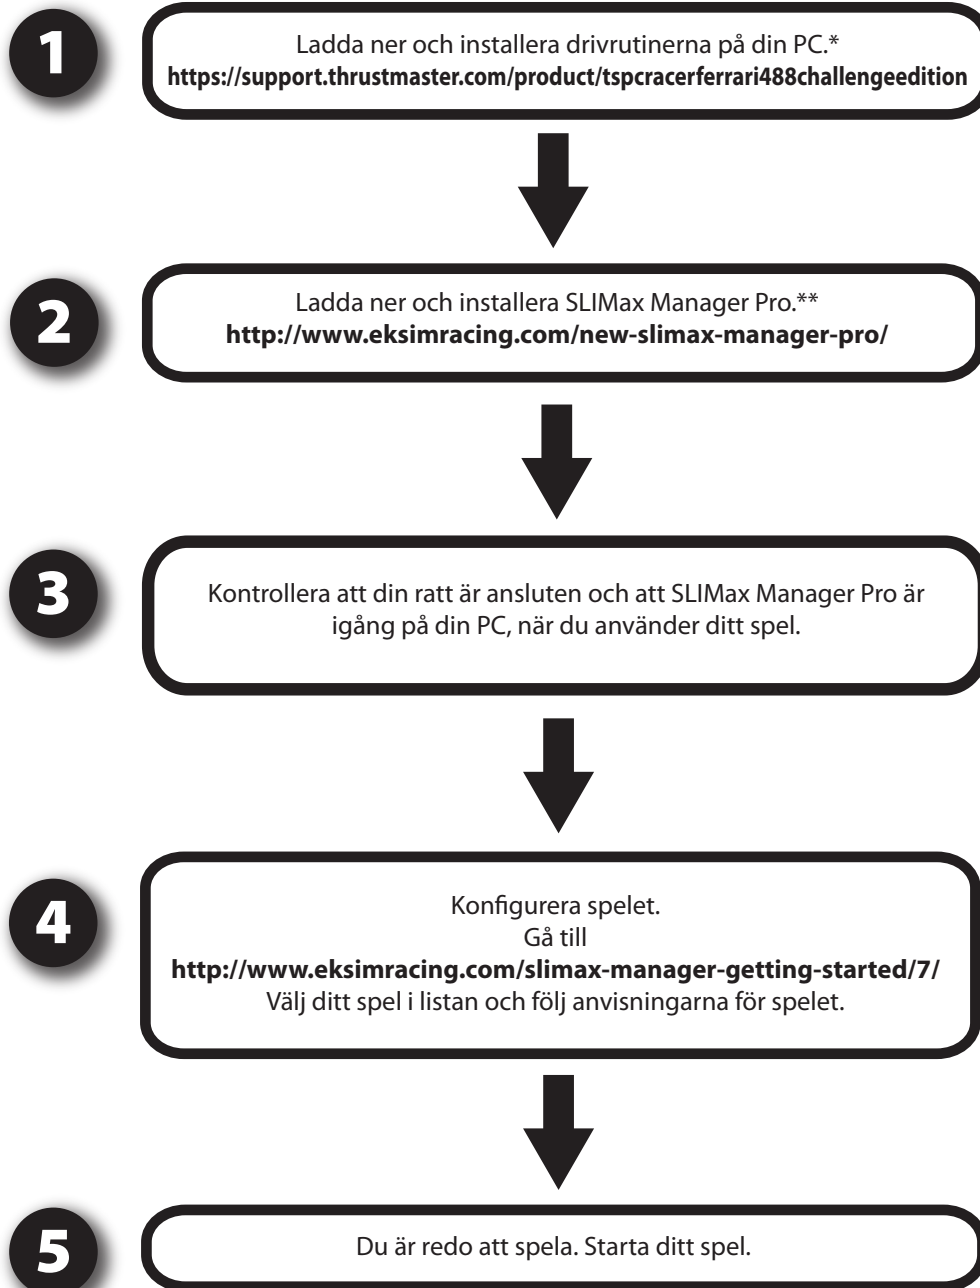 1
Ladda ner och installera drivrutinerna på din PC.*
https://support.thrustmaster.com/product/tspcracerferrari488challengeedition
2
Ladda ner och installera SLIMax Manager Pro.**
http://www.eksimracing.com/new-slimax-manager-pro/
3
Kontrollera att din ratt är ansluten och att SLIMax Manager Pro är
igång på din PC, när du använder ditt spel.
4
Konfigurera spelet.
Gå till
http://www.eksimracing.com/slimax-manager-getting-started/7/
Välj ditt spel i listan och följ anvisningarna för spelet.
5
Du är redo att spela. Starta ditt spel.